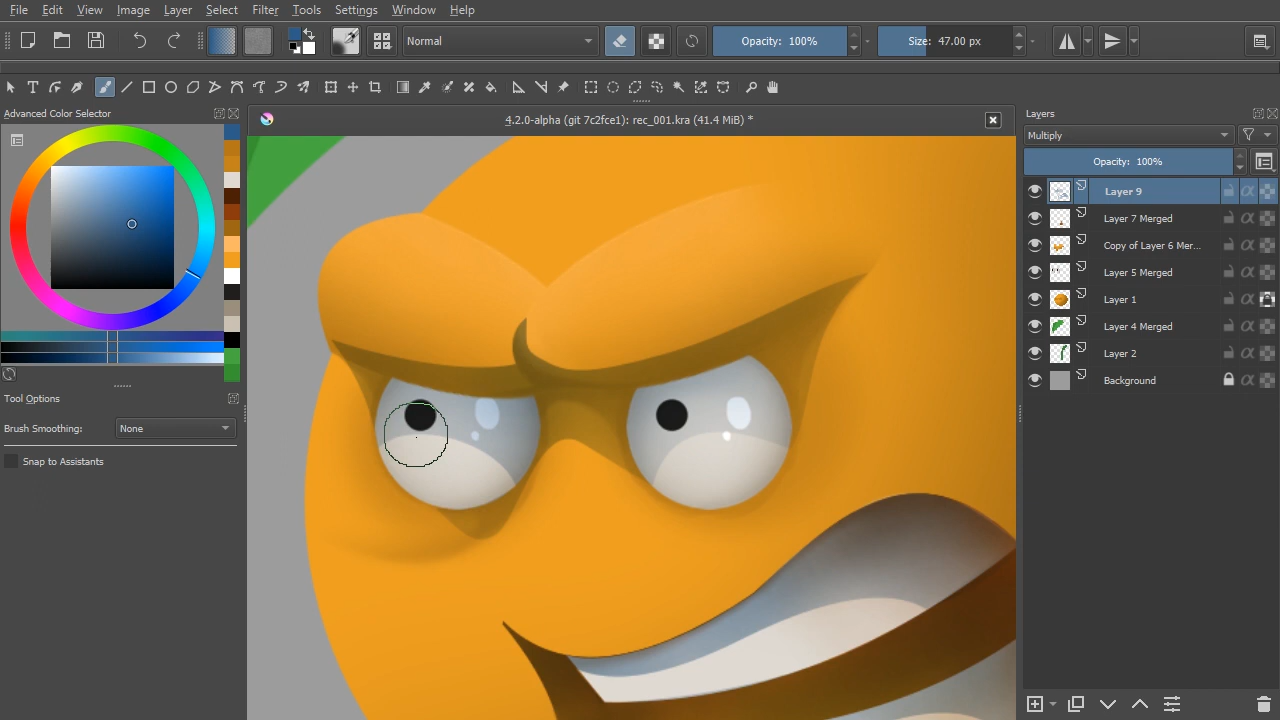 File Edit View Image Layer Select Filter Tools Settings Window Help
Normal Opacity: 100% Size: 47.00 px
Advanced Color Selector
4.2.0-alpha (git 7c2fce1): rec_001.kra (41.4 MiB) *
Layers
Multiply
Opacity: 100%
Layer 9
Layer 7 Merged
Copy of Layer 6 Mer...
Layer 5 Merged
Layer 1
Layer 4 Merged
Layer 2
Background
Tool Options
Brush Smoothing: None
Snap to Assistants